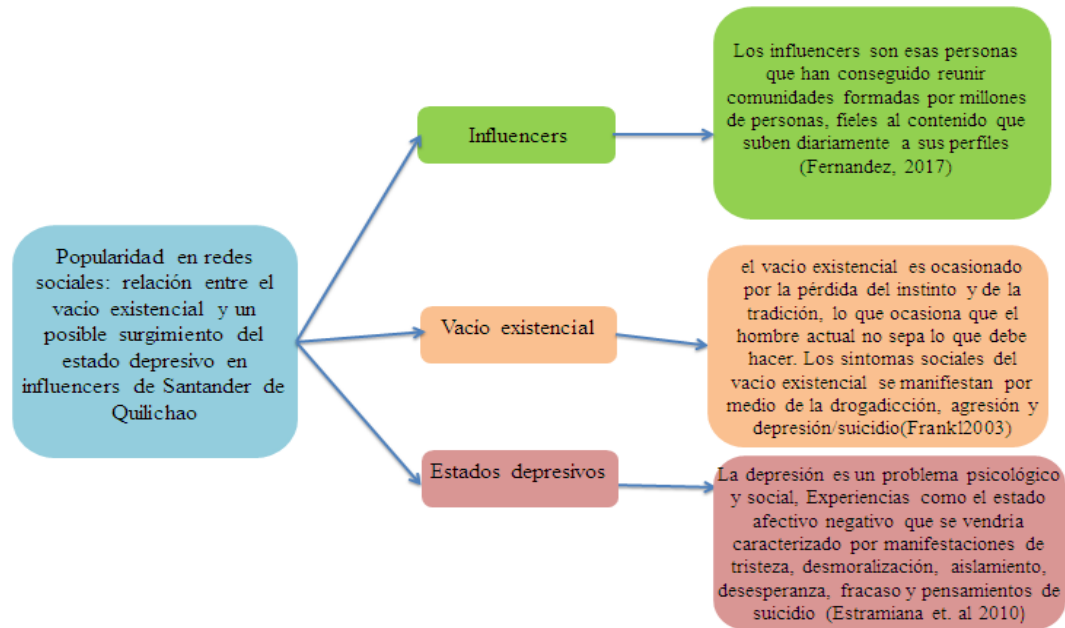 Popularidad en redes
sociales: relación entre el
vacío existencial y un
posible surgimiento del
estado depresivo en
influencers de Santander de
Quilichao
Influencers
Los influencers son esas personas
que han conseguido reunir
comunidades formadas por millones
de personas, fieles al contenido que
suben diariamente a sus perfiles
(Fernandez, 2017)
Vacío existencial
el vacio existencial es ocasionado
por la pérdida del instinto y de la
tradición, lo que ocasiona que el
hombre actual no sepa lo que debe
hacer. Los síntomas sociales del
vacio existencial se manifiestan por
medio de la drogadicción, agresión y
depresión/suicidio(Frankl2003)
Estados depresivos
La depresión es un problema psicológico
y social, Experiencias como el estado
afectivo negativo que se vendría
caracterizado por manifestaciones de
tristeza, desmoralización, aislamiento,
desesperanza, fracaso y pensamientos de
suicidio (Estramiana et. al 2010)